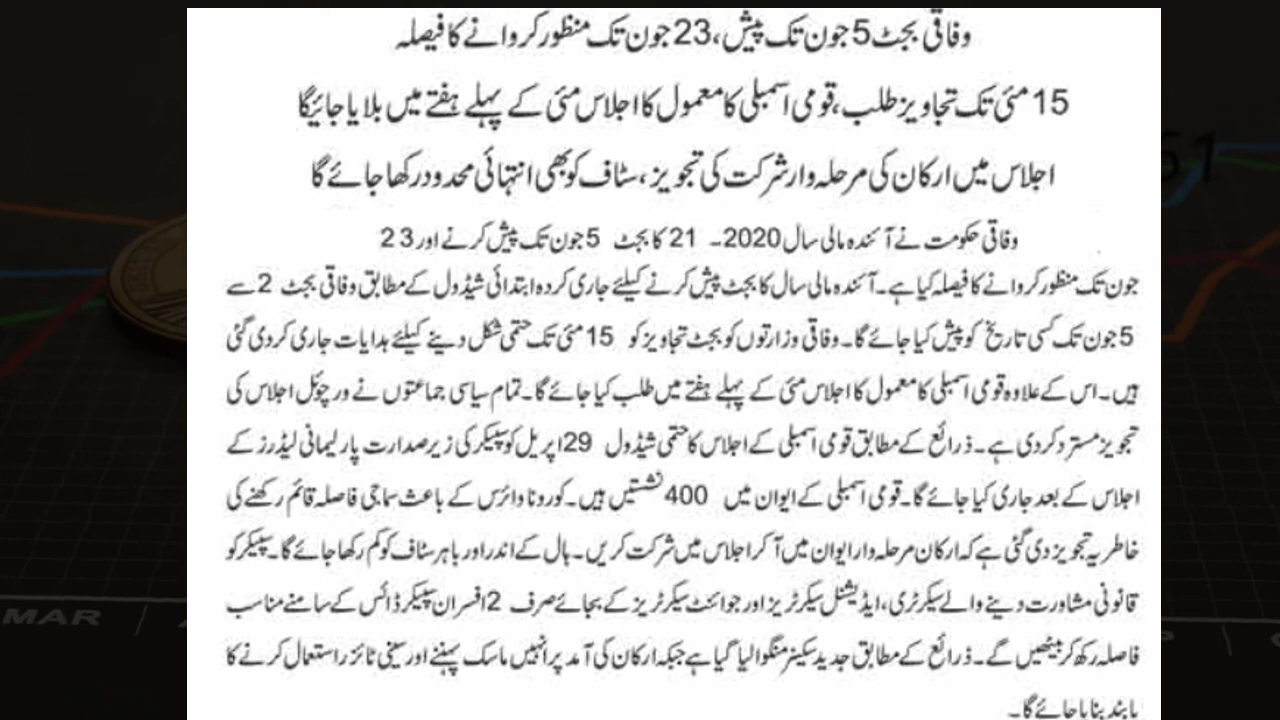 وفاقی بجٹ 5 جون تک پیش، 23 جون تک منظور کروانے کا فیصلہ
15 مئی تک تجاویز طلب، قومی اسمبلی کا معمول کا اجلاس مئی کے پہلے ہفتے میں بلایا جائیگا
اجلاس میں ارکان کی مرحلہ وار شرکت کی تجویز، سٹاف کو بھی انتہائی محدود رکھا جائے گا
وفاقی حکومت نے آئندہ مالی سال 2020۔ 21 کا بجٹ 5 جون تک پیش کرنے اور 23
جون تک منظور کروانے کا فیصلہ کیا ہے۔ آئندہ مالی سال کا بجٹ پیش کرنے کیلئے جاری کردہ ابتدائی شیڈول کے مطابق وفاقی بجٹ 2 سے
5 جون تک کسی تاریخ کو پیش کیا جائے گا۔ وفاقی وزارتوں کو بجٹ تجاویز کو 15 مئی تک حتمی شکل دینے کیلئے ہدایات جاری کردی گئی
ہیں۔ اس کے علاوہ قومی اسمبلی کا معمول کا اجلاس مئی کے پہلے ہفتے میں طلب کیا جائے گا۔ تمام سیاسی جماعتوں نے ورچوئل اجلاس کی
تجویز مسترد کردی ہے۔ ذرائع کے مطابق قومی اسمبلی کے اجلاس کا حتمی شیڈول 29 اپریل کو سپیکر کی زیر صدارت پارلیمانی لیڈرز کے
اجلاس کے بعد جاری کیا جائے گا۔ قومی اسمبلی کے ایوان میں 400 نشستیں ہیں۔ کورونا وائرس کے باعث سماجی فاصلہ قائم رکھنے کی
خاطر یہ تجویز دی گئی ہے کہ ارکان مرحلہ وار ایوان میں آکر اجلاس میں شرکت کریں۔ ہال کے اندر اور باہر سٹاف کو کم رکھا جائے گا۔ سپیکر کو
قانونی مشاورت دینے والے سیکرٹری، ایڈیشنل سیکرٹریز اور جوائنٹ سیکرٹریز کے بجائے صرف 2 افسران سپیکر ڈائس کے سامنے مناسب
فاصلہ رکھ کر بیٹھیں گے۔ ذرائع کے مطابق جدید سکینر منگوا لیا گیا ہے جبکہ ارکان کی آمد پر انہیں ماسک پہننے اور سینی ٹائزر استعمال کرنے کا
پابند بنایا جائے گا۔
MAR
51